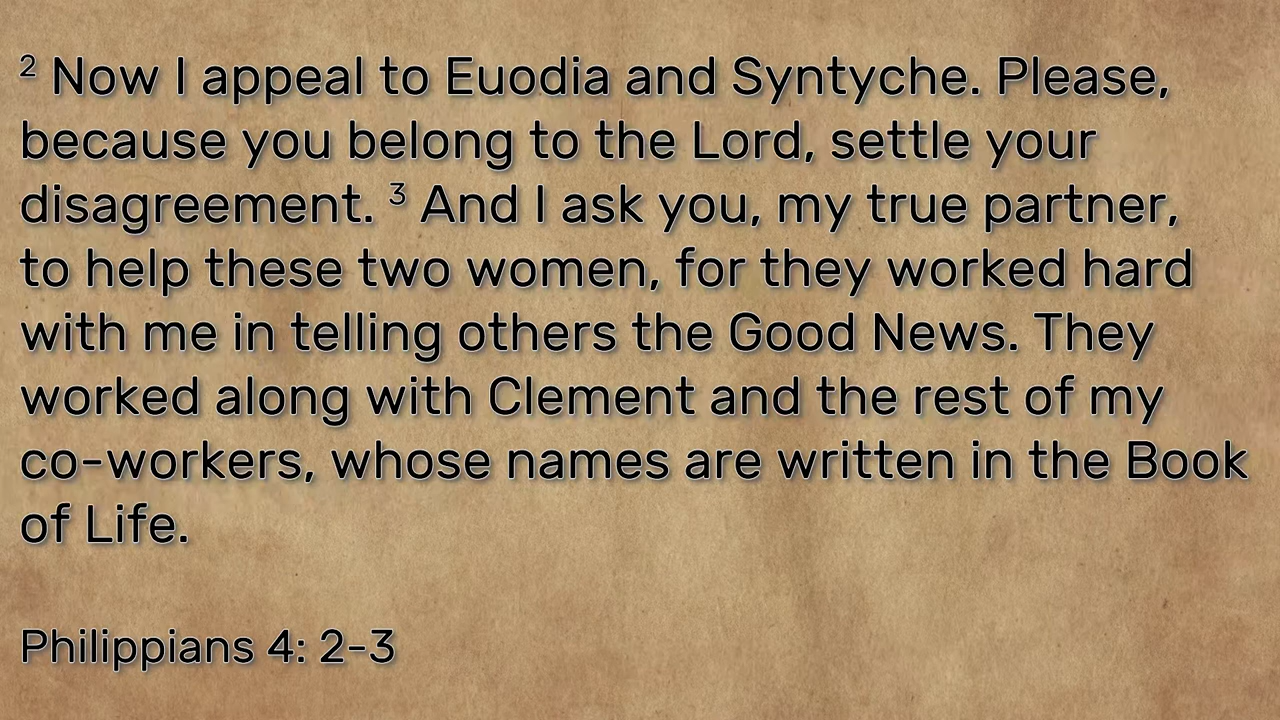 ² Now I appeal to Euodia and Syntyche. Please,
because you belong to the Lord, settle your
disagreement. ³ And I ask you, my true partner,
to help these two women, for they worked hard
with me in telling others the Good News. They
worked along with Clement and the rest of my
co-workers, whose names are written in the Book
of Life.
Philippians 4: 2-3